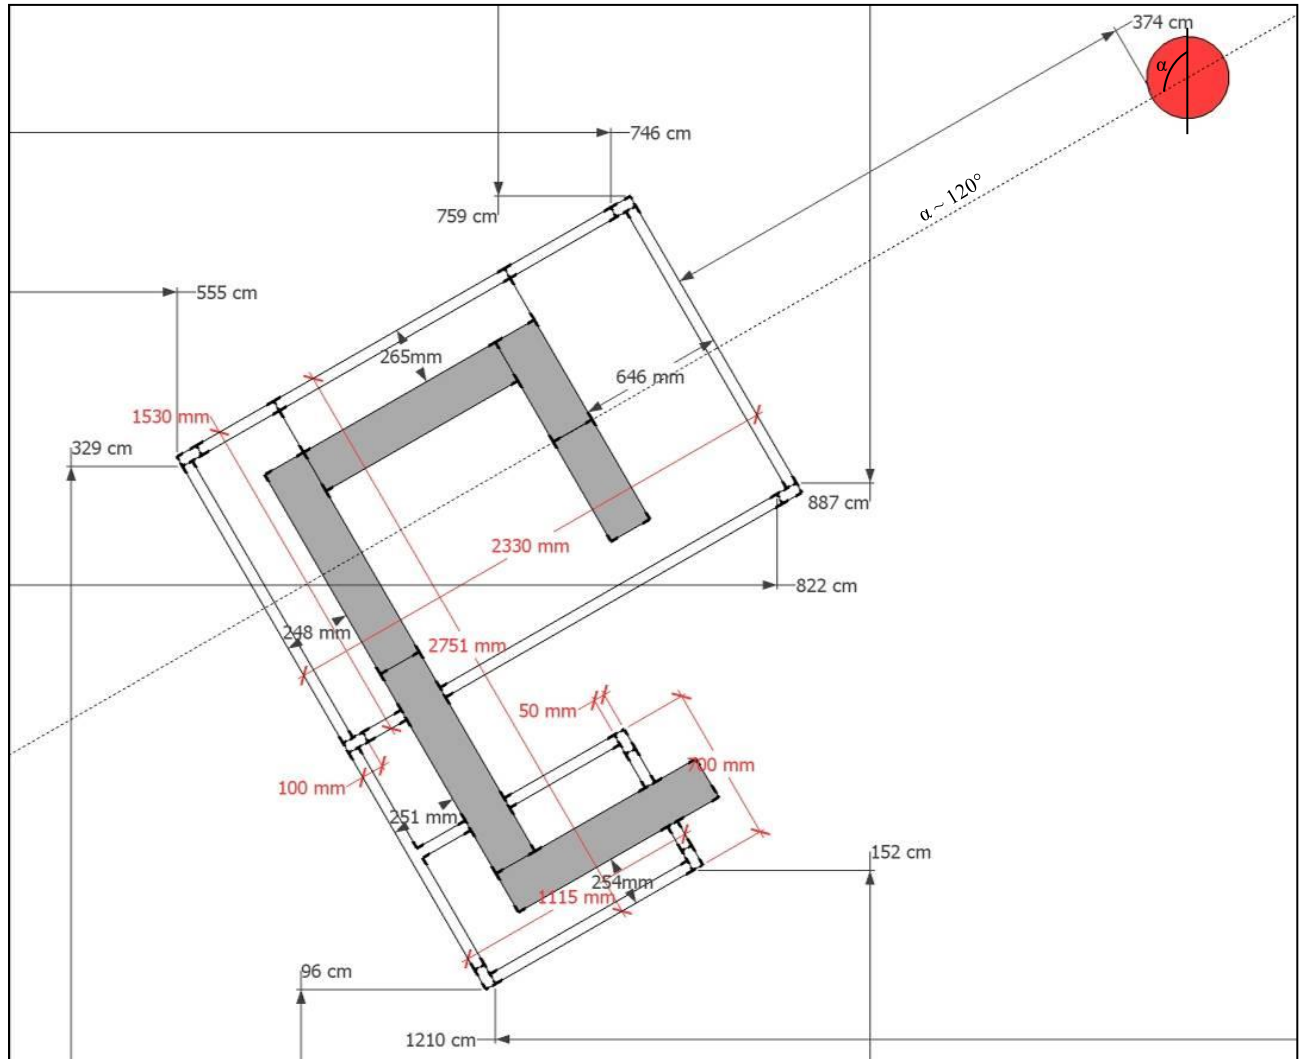 374 cm
α
746 cm
α ~ 120°
759 cm
555 cm
265mm
646 mm
1530 mm
329 cm
887 cm
2330 mm
822 cm
248 mm
2751 mm
50 mm
700 mm
100 mm
251 mm
152 cm
254mm
1115 mm
96 cm
1210 cm